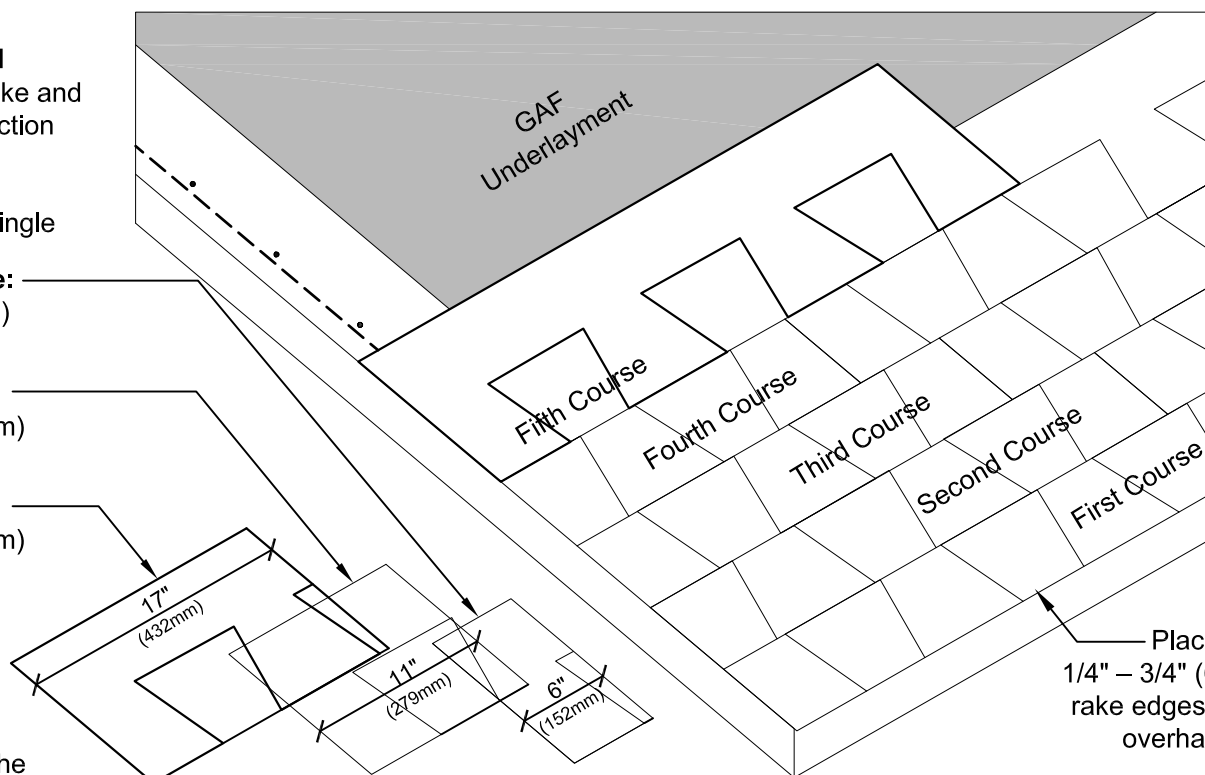 ke and
ction
ingle
e:
)
m)
m)
he
GAF
Underlayment
Fifth Course
Fourth Course
Third Course
Second Course
First Course
17"
(432mm)
11"
(279mm)
6"
(152mm)
Plac
1/4" – 3/4" (
rake edges
overha